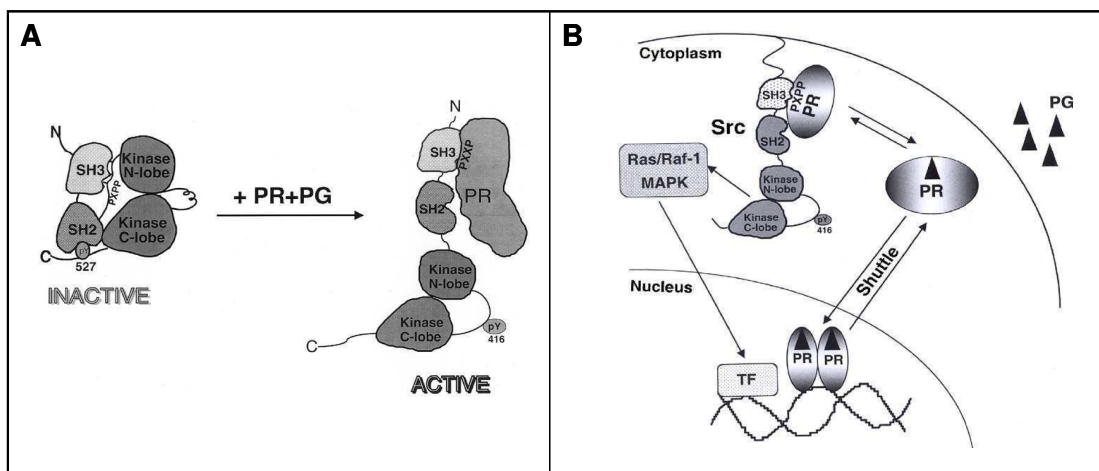 A
N
SH3
Kinase
N-lobe
PXPP
SH2
Kinase
C-lobe
C
pY
527
INACTIVE
+ PR+PG
N
SH3
PXXP
PR
SH2
Kinase
N-lobe
Kinase
C-lobe
C
pY
416
ACTIVE
B
Cytoplasm
SH3
PXPP
PR
Src
SH2
Ras/Raf-1
MAPK
Kinase
N-lobe
Kinase
C-lobe
pY
416
PG
PR
Shuttle
Nucleus
PR
PR
TF